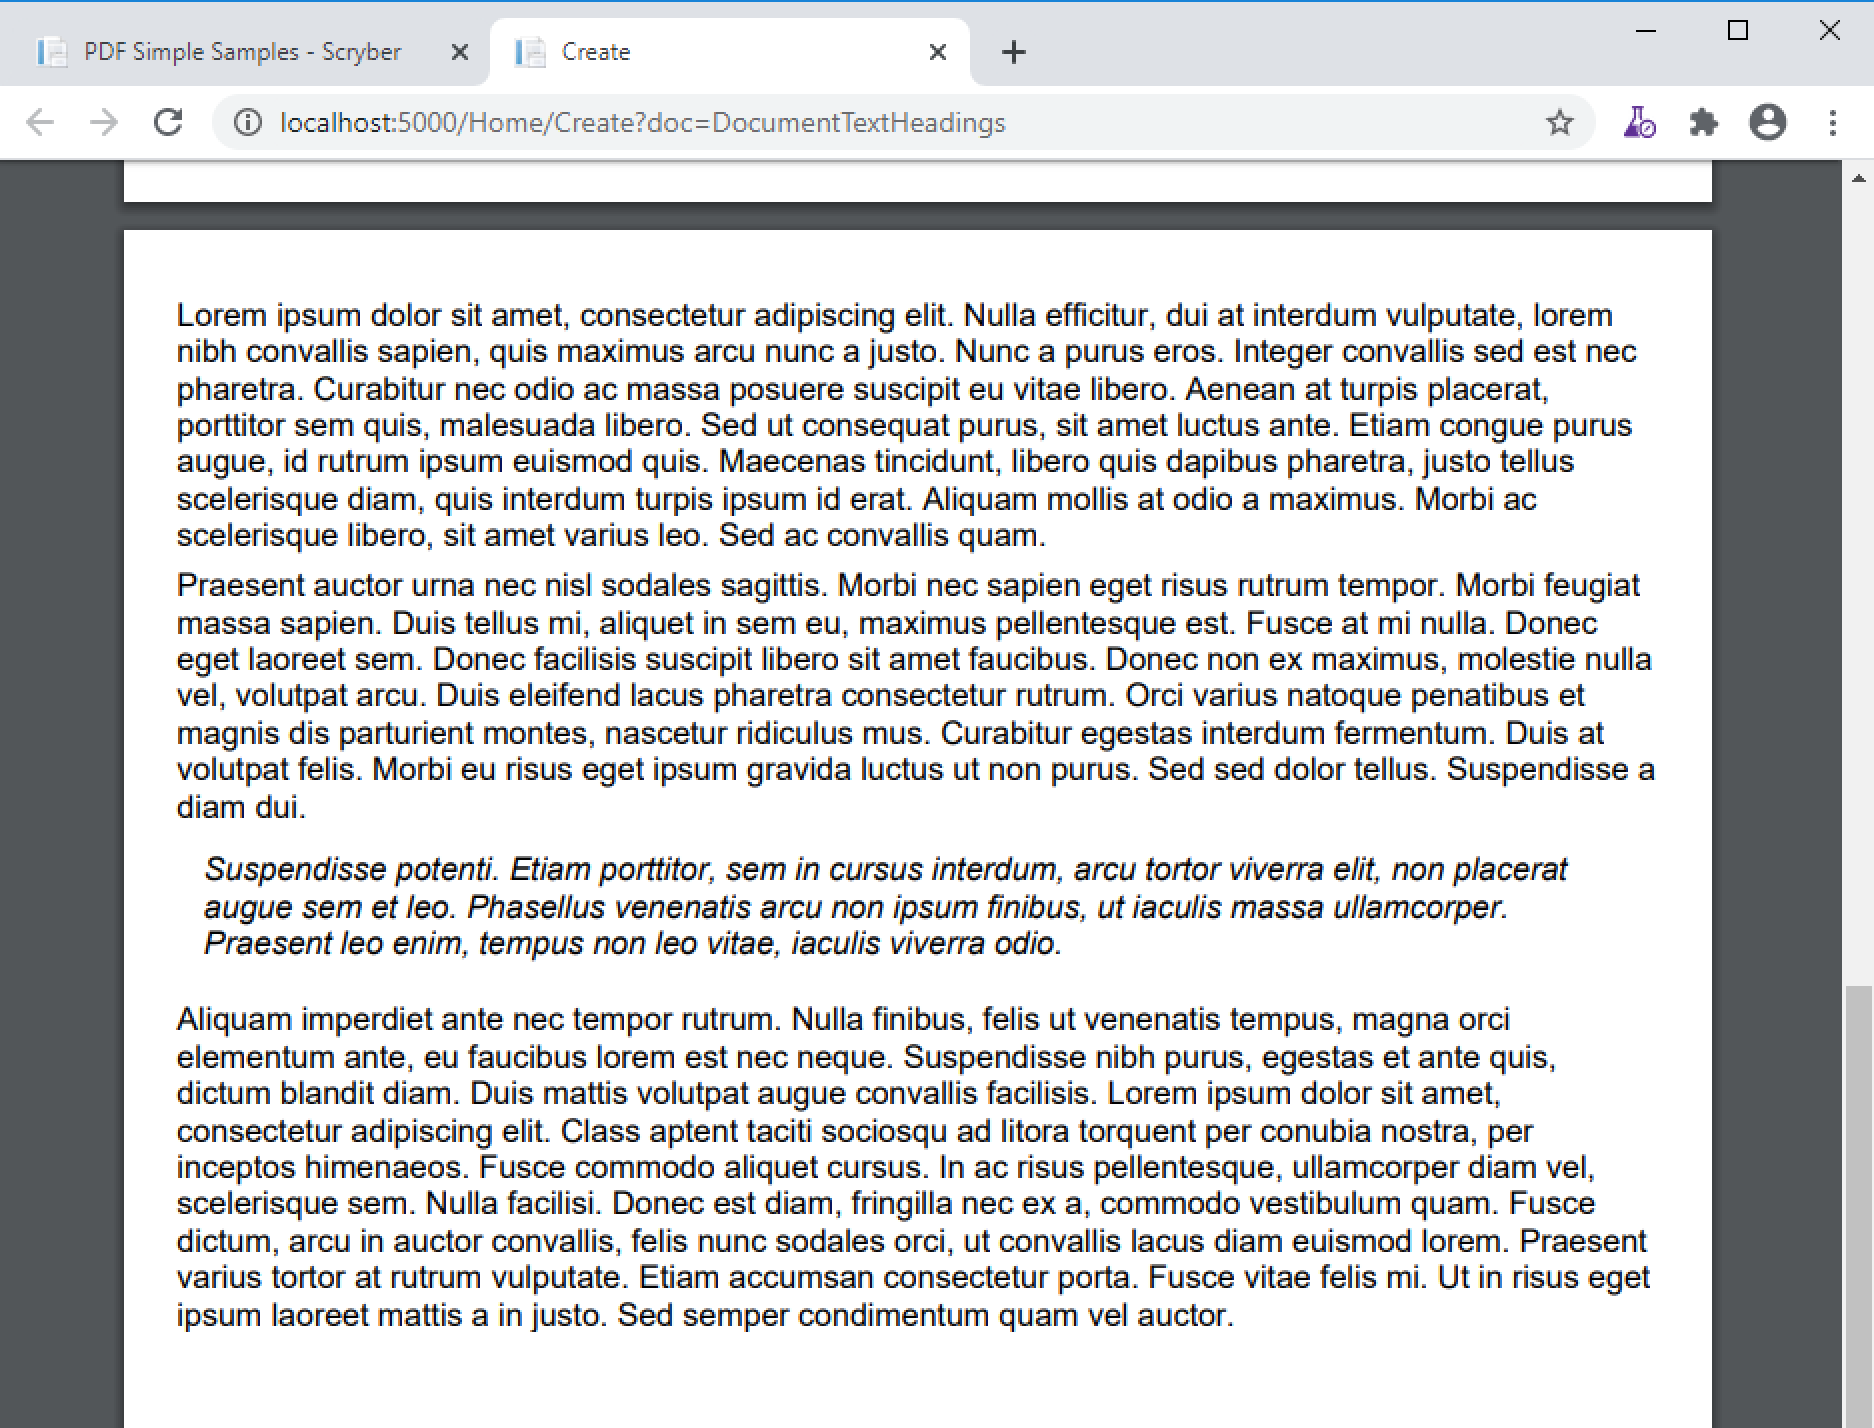 PDF Simple Samples - Scryber
Create
localhost:5000/Home/Create?doc=DocumentTextHeadings
Lorem ipsum dolor sit amet, consectetur adipiscing elit. Nulla efficitur, dui at interdum vulputate, lorem
nibh convallis sapien, quis maximus arcu nunc a justo. Nunc a purus eros. Integer convallis sed est nec
pharetra. Curabitur nec odio ac massa posuere suscipit eu vitae libero. Aenean at turpis placerat,
porttitor sem quis, malesuada libero. Sed ut consequat purus, sit amet luctus ante. Etiam congue purus
augue, id rutrum ipsum euismod quis. Maecenas tincidunt, libero quis dapibus pharetra, justo tellus
scelerisque diam, quis interdum turpis ipsum id erat. Aliquam mollis at odio a maximus. Morbi ac
scelerisque libero, sit amet varius leo. Sed ac convallis quam.
Praesent auctor urna nec nisl sodales sagittis. Morbi nec sapien eget risus rutrum tempor. Morbi feugiat
massa sapien. Duis tellus mi, aliquet in sem eu, maximus pellentesque est. Fusce at mi nulla. Donec
eget laoreet sem. Donec facilisis suscipit libero sit amet faucibus. Donec non ex maximus, molestie nulla
vel, volutpat arcu. Duis eleifend lacus pharetra consectetur rutrum. Orci varius natoque penatibus et
magnis dis parturient montes, nascetur ridiculus mus. Curabitur egestas interdum fermentum. Duis at
volutpat felis. Morbi eu risus eget ipsum gravida luctus ut non purus. Sed sed dolor tellus. Suspendisse a
diam dui.
Suspendisse potenti. Etiam porttitor, sem in cursus interdum, arcu tortor viverra elit, non placerat
augue sem et leo. Phasellus venenatis arcu non ipsum finibus, ut iaculis massa ullamcorper.
Praesent leo enim, tempus non leo vitae, iaculis viverra odio.
Aliquam imperdiet ante nec tempor rutrum. Nulla finibus, felis ut venenatis tempus, magna orci
elementum ante, eu faucibus lorem est nec neque. Suspendisse nibh purus, egestas et ante quis,
dictum blandit diam. Duis mattis volutpat augue convallis facilisis. Lorem ipsum dolor sit amet,
consectetur adipiscing elit. Class aptent taciti sociosqu ad litora torquent per conubia nostra, per
inceptos himenaeos. Fusce commodo aliquet cursus. In ac risus pellentesque, ullamcorper diam vel,
scelerisque sem. Nulla facilisi. Donec est diam, fringilla nec ex a, commodo vestibulum quam. Fusce
dictum, arcu in auctor convallis, felis nunc sodales orci, ut convallis lacus diam euismod lorem. Praesent
varius tortor at rutrum vulputate. Etiam accumsan consectetur porta. Fusce vitae felis mi. Ut in risus eget
ipsum laoreet mattis a in justo. Sed semper condimentum quam vel auctor.